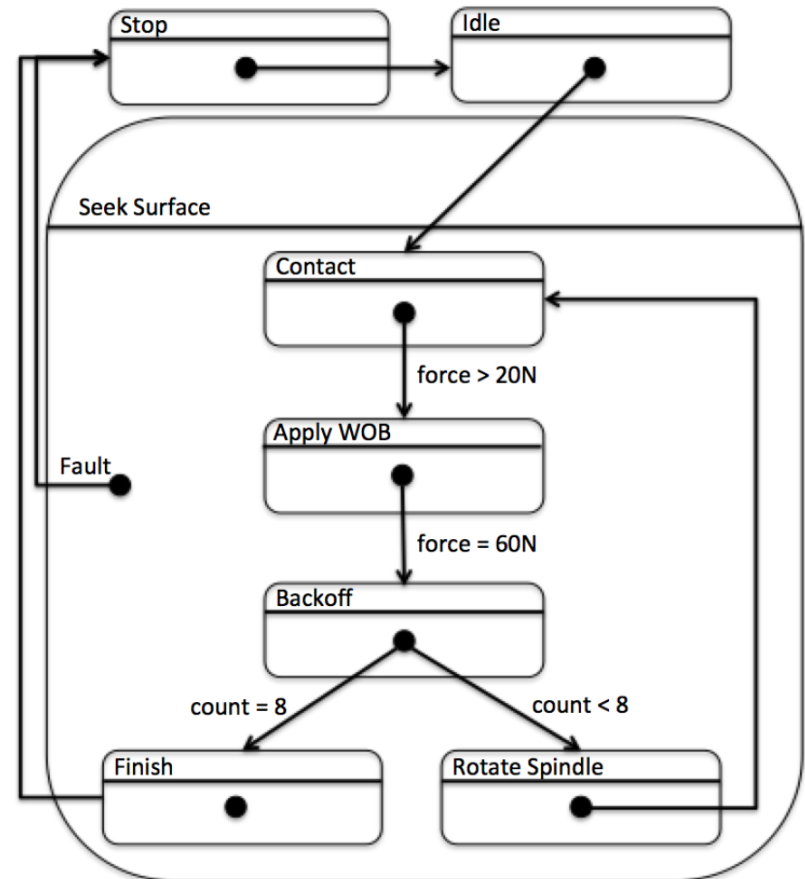 Stop
Idle
Seek Surface
Contact
force > 20N
Apply WOB
Fault
force = 60N
Backoff
count = 8
count < 8
Finish
Rotate Spindle